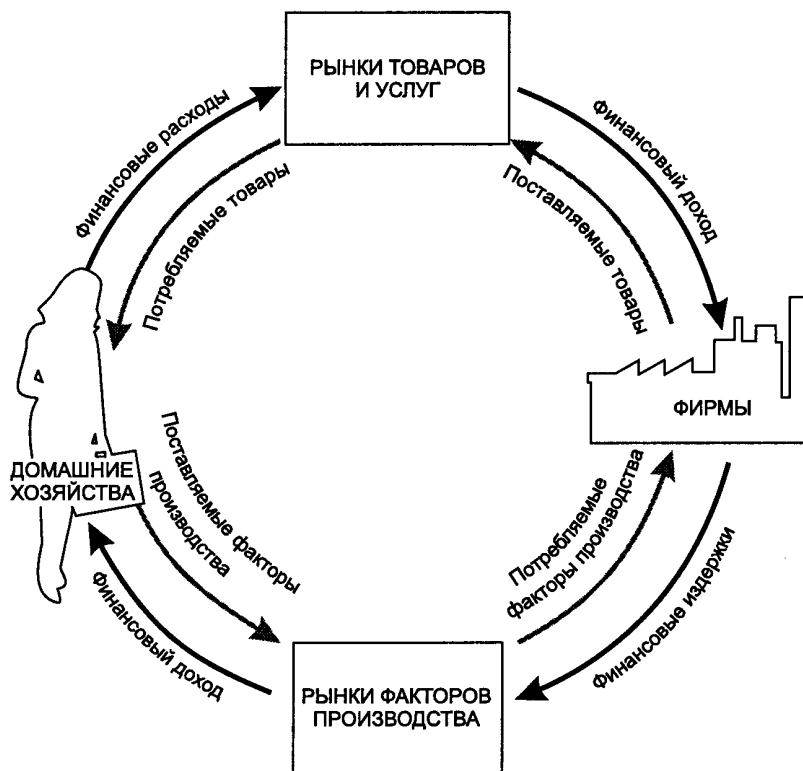 РЫНКИ ТОВАРОВ
И УСЛУГ
Финансовые расходы
Потребляемые товары
Финансовый доход
Поставляемые товары
ФИРМЫ
ДОМАШНИЕ
ХОЗЯЙСТВА
Поставляемые факторы
производства
Потребляемые
факторы производства
Финансовый доход
Финансовые издержки
РЫНКИ ФАКТОРОВ
ПРОИЗВОДСТВА